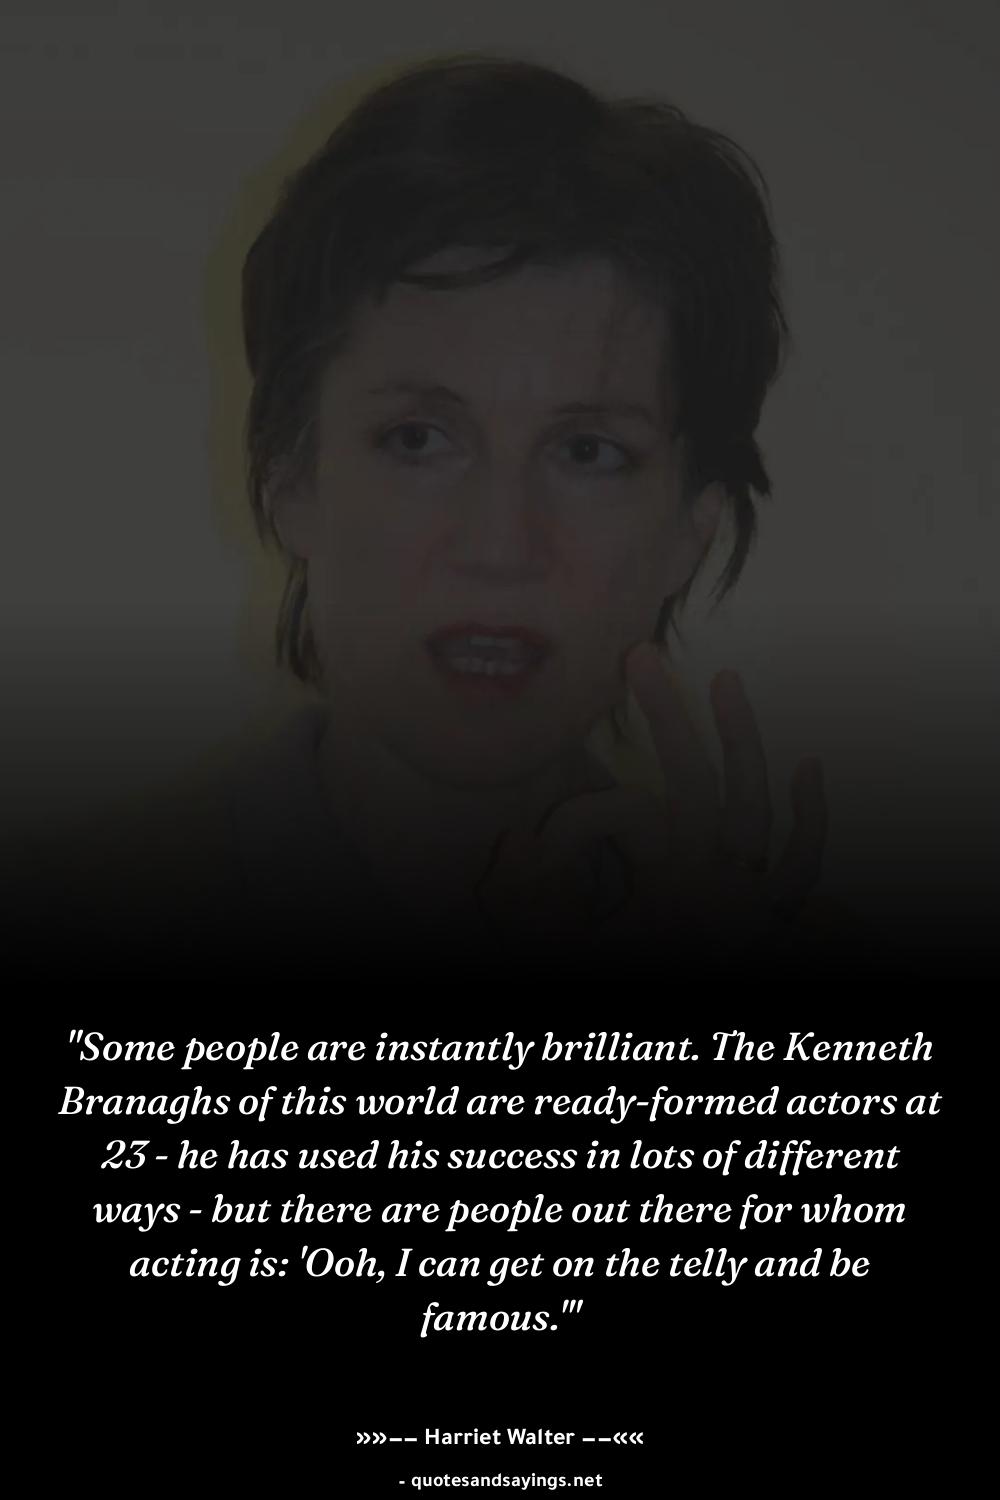 "Some people are instantly brilliant. The Kenneth
Branaghs of this world are ready-formed actors at
23 - he has used his success in lots of different
ways - but there are people out there for whom
acting is: 'Ooh, I can get on the telly and be
famous.'"
»»–– Harriet Walter ––««
- quotesandsayings.net